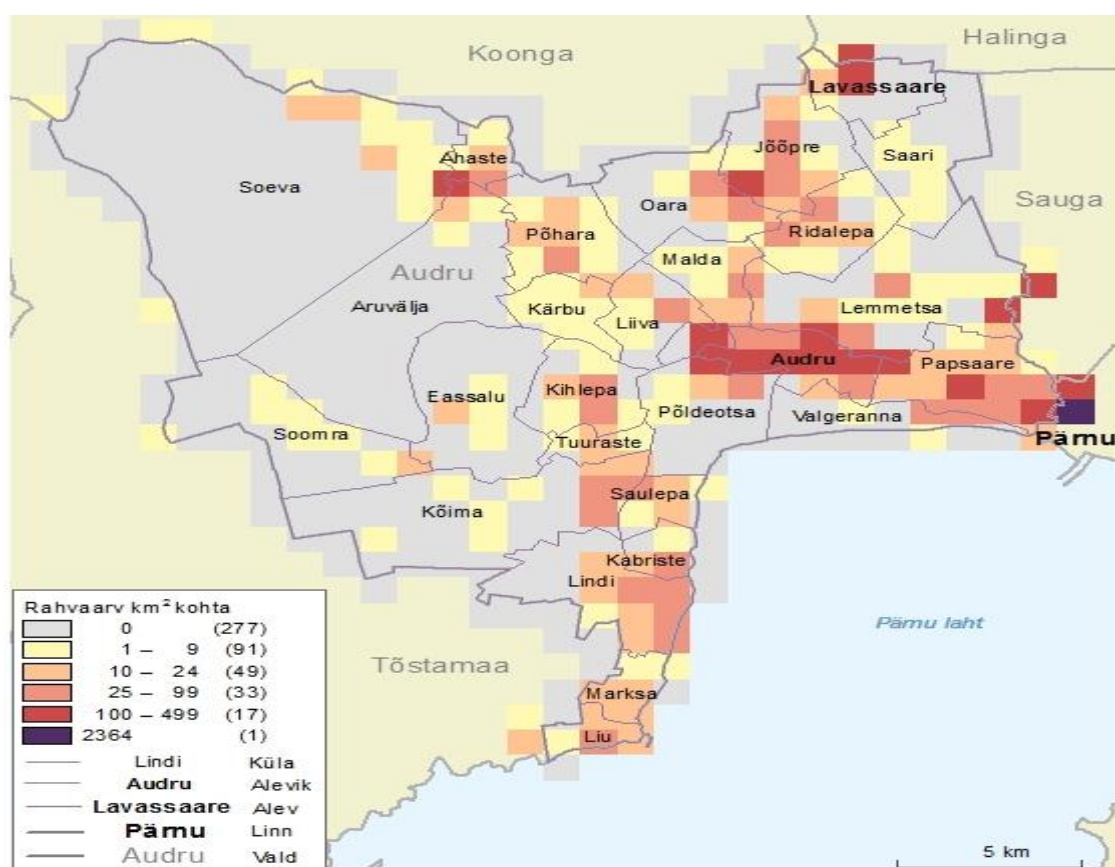 Koonga
Halinga
Lavassaare
Ahaste
Jõõpre
Saari
Soeva
Oara
Sauga
Põhara
Ridalepa
Malda
Audru
Aruvälja
Kärbu
Liiva
Lemmetsa
Audru
Papsaare
Kihlepa
Eassalu
Põldeotsa
Valgeranna
Soomra
Tuuraste
Pärnu
Saulepa
Kõima
Kabriste
Lindi
Pärnu laht
Tõstamaa
Marksa
Liu
Rahvaarv km² kohta
0 (277)
1 – 9 (91)
10 – 24 (49)
25 – 99 (33)
100 – 499 (17)
2364 (1)
Lindi Küla
Audru Alevik
Lavassaare Alev
Pärnu Linn
Audru Vald
5 km